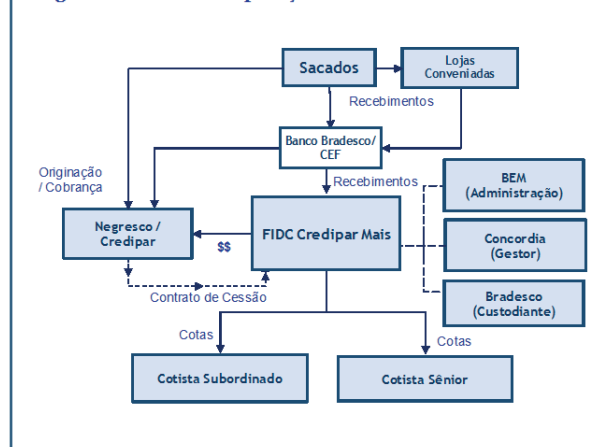 Sacados
Lojas
Conveniadas
Recebimentos
Banco Bradesco/
CEF
Recebimentos
Originação
/ Cobrança
BEM
(Administração)
Negresco /
Credipar
$$
FIDC Credipar Mais
Concordia
(Gestor)
Contrato de Cessão
Bradesco
(Custodiante)
Cotas
Cotas
Cotista Subordinado
Cotista Sênior